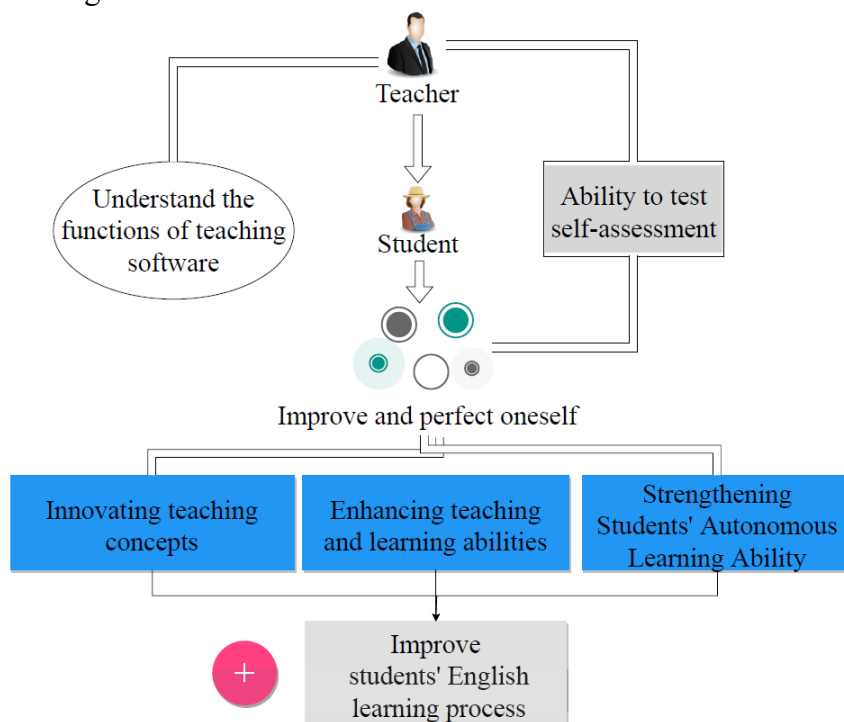 Teacher
Understand the
functions of teaching
software
Ability to test
self-assessment
Student
Improve and perfect oneself
Innovating teaching
concepts
Enhancing teaching
and learning abilities
Strengthening
Students' Autonomous
Learning Ability
Improve
students' English
learning process